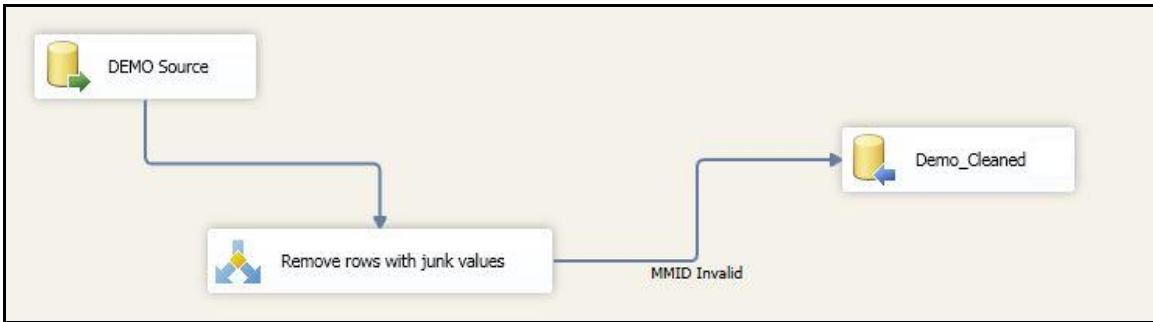 DEMO Source
Demo_Cleaned
Remove rows with junk values
MMID Invalid